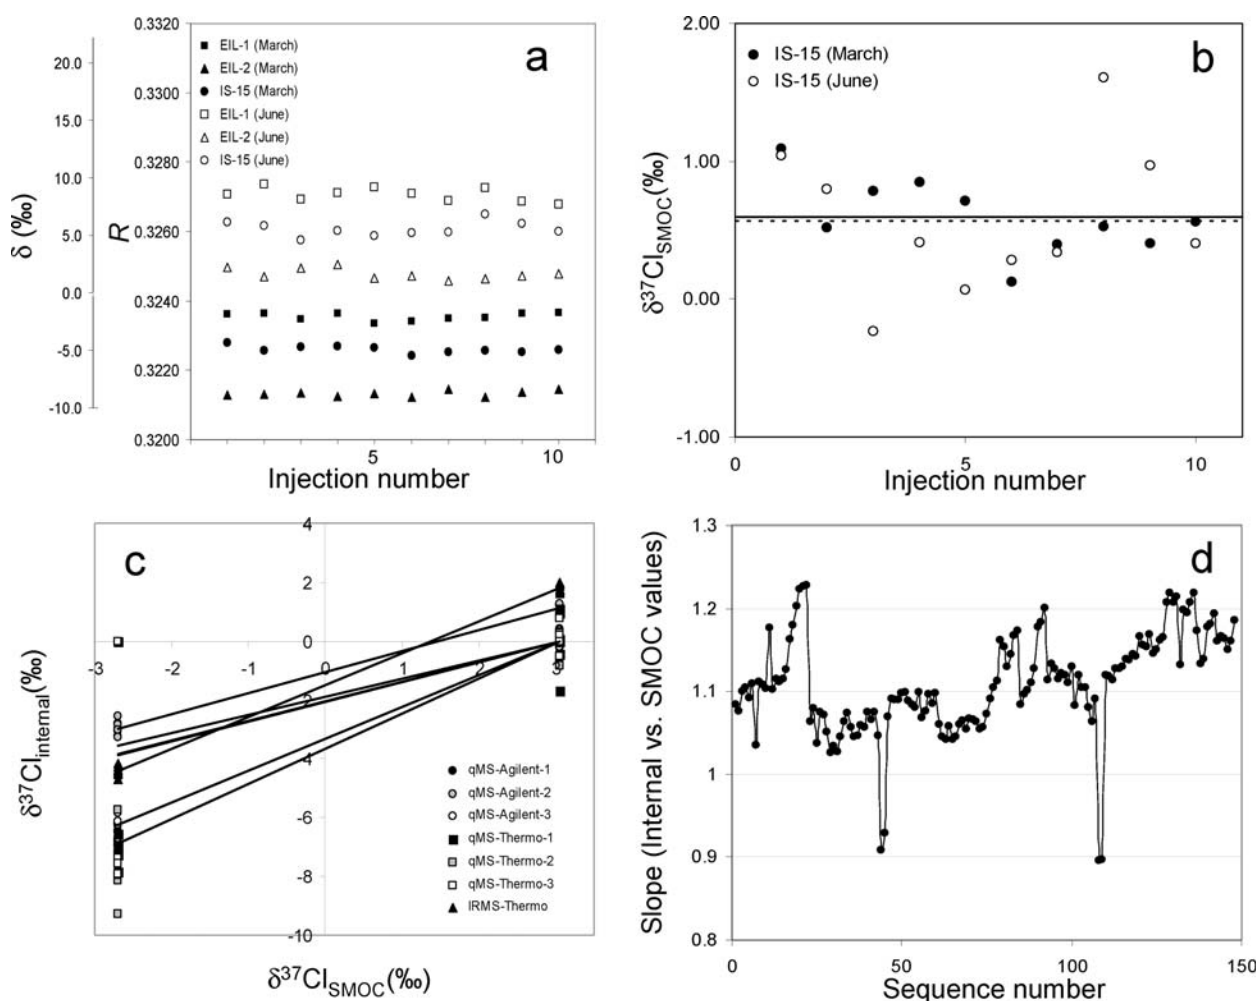 a
δ (‰)
20.0
15.0
10.0
5.0
0.0
-5.0
-10.0
R
0.3320
0.3300
0.3280
0.3260
0.3240
0.3220
0.3200
EIL-1 (March)
EIL-2 (March)
IS-15 (March)
EIL-1 (June)
EIL-2 (June)
IS-15 (June)
5
10
Injection number
b
δ³⁷Cl_SMOC(‰)
2.00
1.00
0.00
-1.00
IS-15 (March)
IS-15 (June)
0
5
10
Injection number
c
δ³⁷Cl_internal(‰)
4
2
0
-2
-4
-6
-8
-10
-3
-2
-1
0
1
2
3
qMS-Agilent-1
qMS-Agilent-2
qMS-Agilent-3
qMS-Thermo-1
qMS-Thermo-2
qMS-Thermo-3
IRMS-Thermo
δ³⁷Cl_SMOC(‰)
d
Slope (Internal vs. SMOC values)
1.3
1.2
1.1
1
0.9
0.8
0
50
100
150
Sequence number